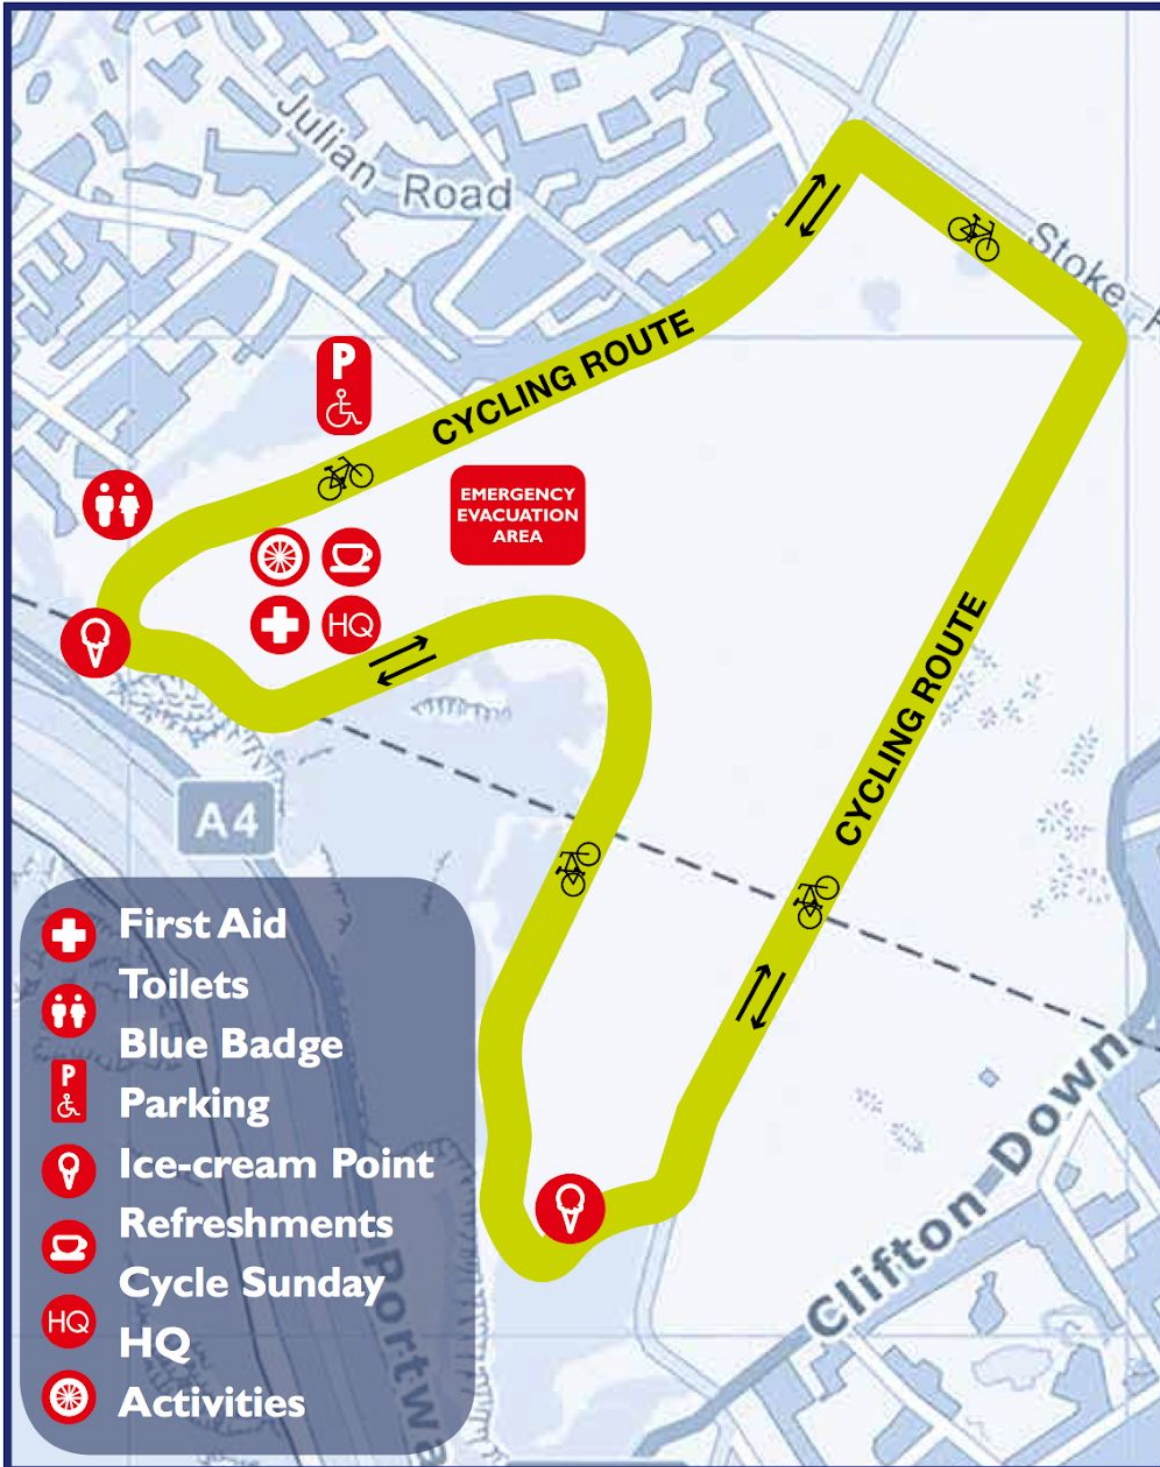 Julian Road
Stoke
CYCLING ROUTE
P
EMERGENCY
EVACUATION
AREA
HQ
CYCLING ROUTE
A4
Clifton Down
First Aid
Toilets
Blue Badge
P
Parking
Ice-cream Point
Refreshments
Cycle Sunday
HQ
HQ
Activities